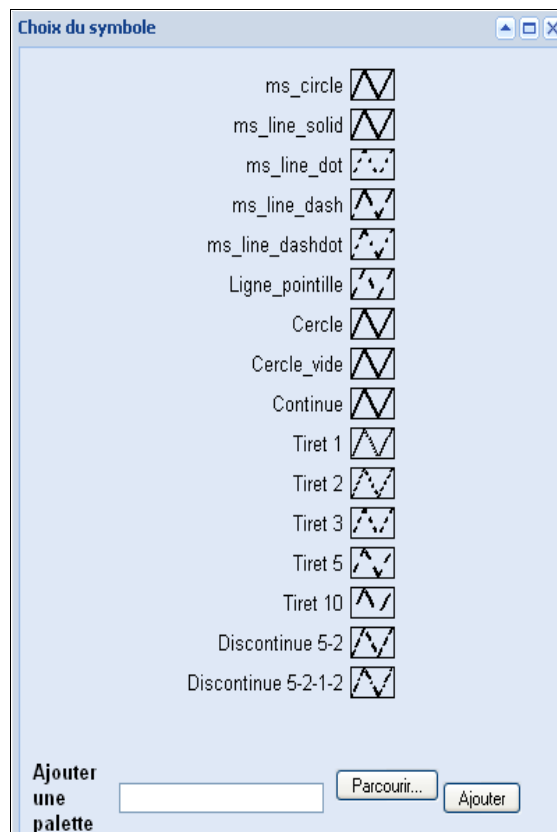 Choix du symbole
ms_circle
ms_line_solid
ms_line_dot
ms_line_dash
ms_line_dashdot
Ligne_pointille
Cercle
Cercle_vide
Continue
Tiret 1
Tiret 2
Tiret 3
Tiret 5
Tiret 10
Discontinue 5-2
Discontinue 5-2-1-2
Ajouter
une
palette
Parcourir...
Ajouter